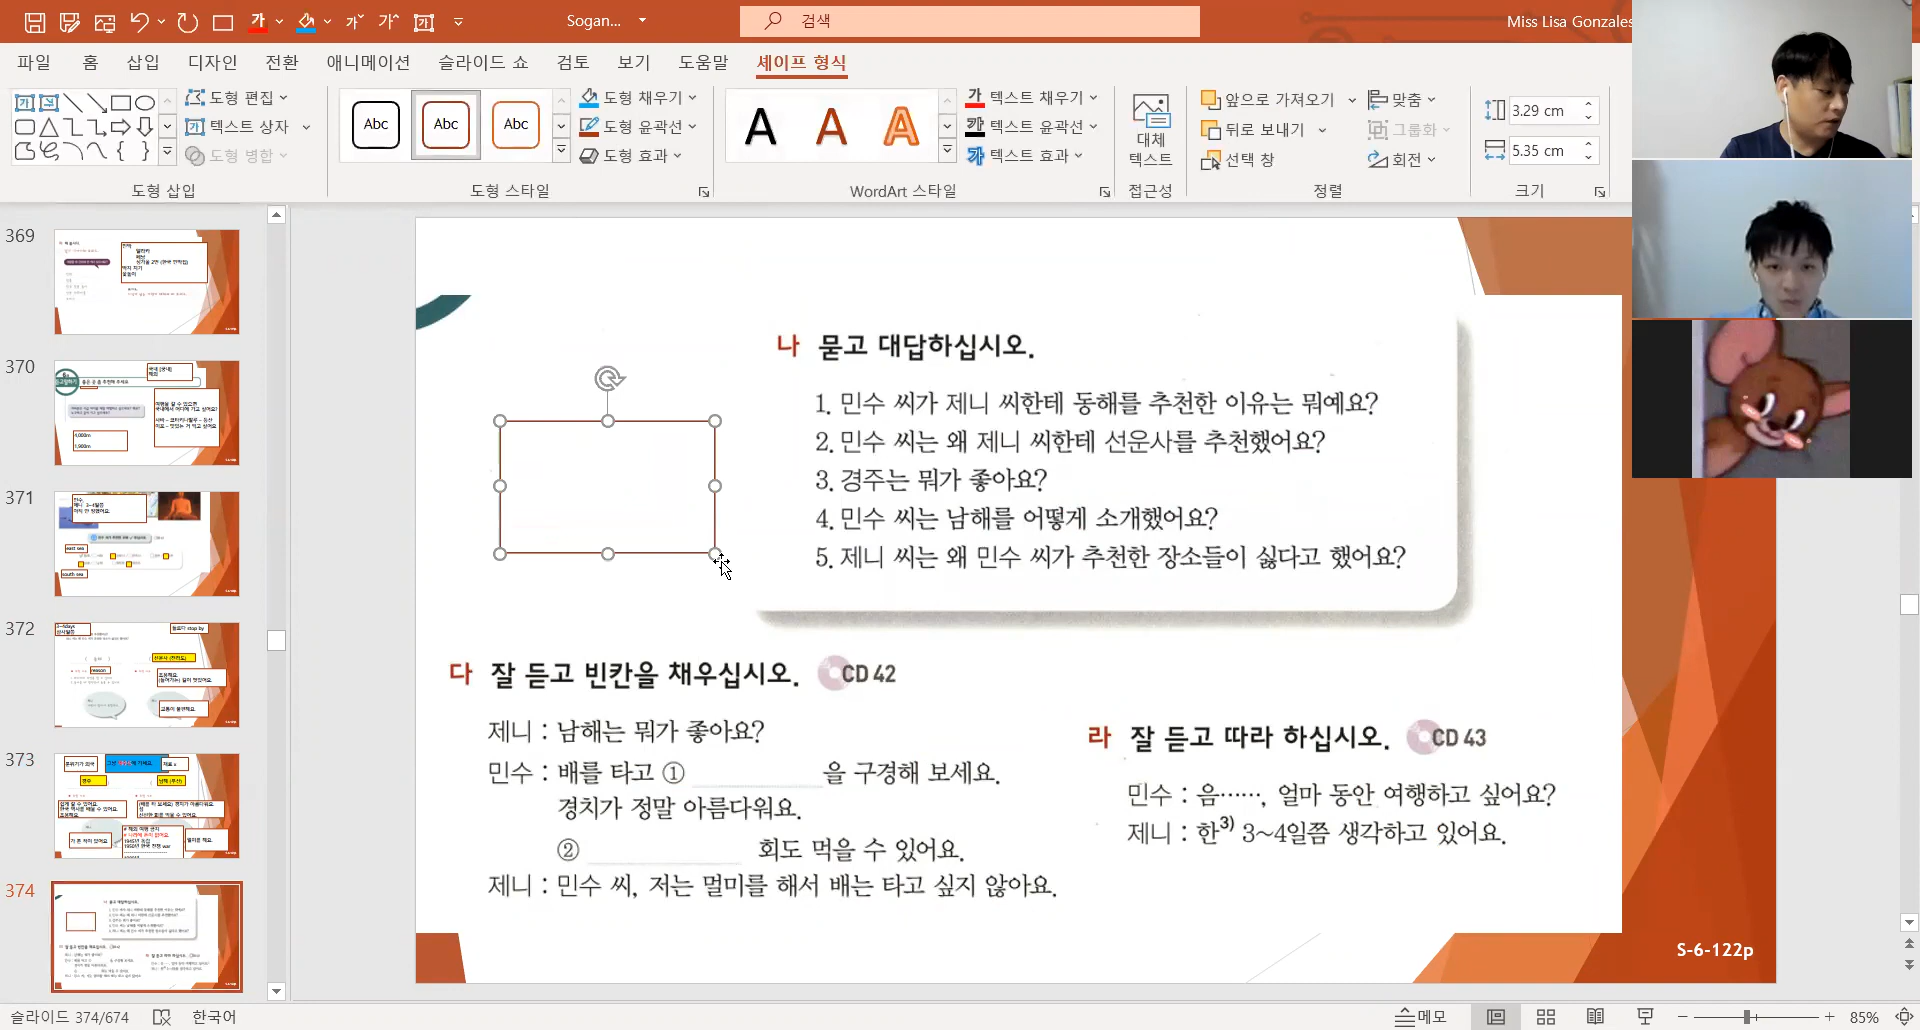 Sogan...
검색
Miss Lisa Gonzales
파일 홈 삽입 디자인 전환 애니메이션 슬라이드 쇼 검토 보기 도움말 셰이프 형식
도형 편집
텍스트 상자
도형 병합
도형 삽입
Abc Abc Abc
도형 채우기
도형 윤곽선
도형 효과
도형 스타일
A A A
텍스트 채우기
텍스트 윤곽선
텍스트 효과
WordArt 스타일
대체
텍스트
접근성
앞으로 가져오기
뒤로 보내기
선택 창
맞춤
그룹화
회전
정렬
3.29 cm
5.35 cm
크기
369
370
371
372
373
374
나 묻고 대답하십시오.
1. 민수 씨가 제니 씨한테 동해를 추천한 이유는 뭐예요?
2. 민수 씨는 왜 제니 씨한테 선운사를 추천했어요?
3. 경주는 뭐가 좋아요?
4. 민수 씨는 남해를 어떻게 소개했어요?
5. 제니 씨는 왜 민수 씨가 추천한 장소들이 싫다고 했어요?
다 잘 듣고 빈칸을 채우십시오. CD 42
제니 : 남해는 뭐가 좋아요?
민수 : 배를 타고 ① ________ 을 구경해 보세요.
경치가 정말 아름다워요.
② ________ 회도 먹을 수 있어요.
제니 : 민수 씨, 저는 멀미를 해서 배는 타고 싶지 않아요.
라 잘 듣고 따라 하십시오. CD 43
민수 : 음……, 얼마 동안 여행하고 싶어요?
제니 : 한3) 3~4일쯤 생각하고 있어요.
S-6-122p
슬라이드 374/674 한국어
메모
85%